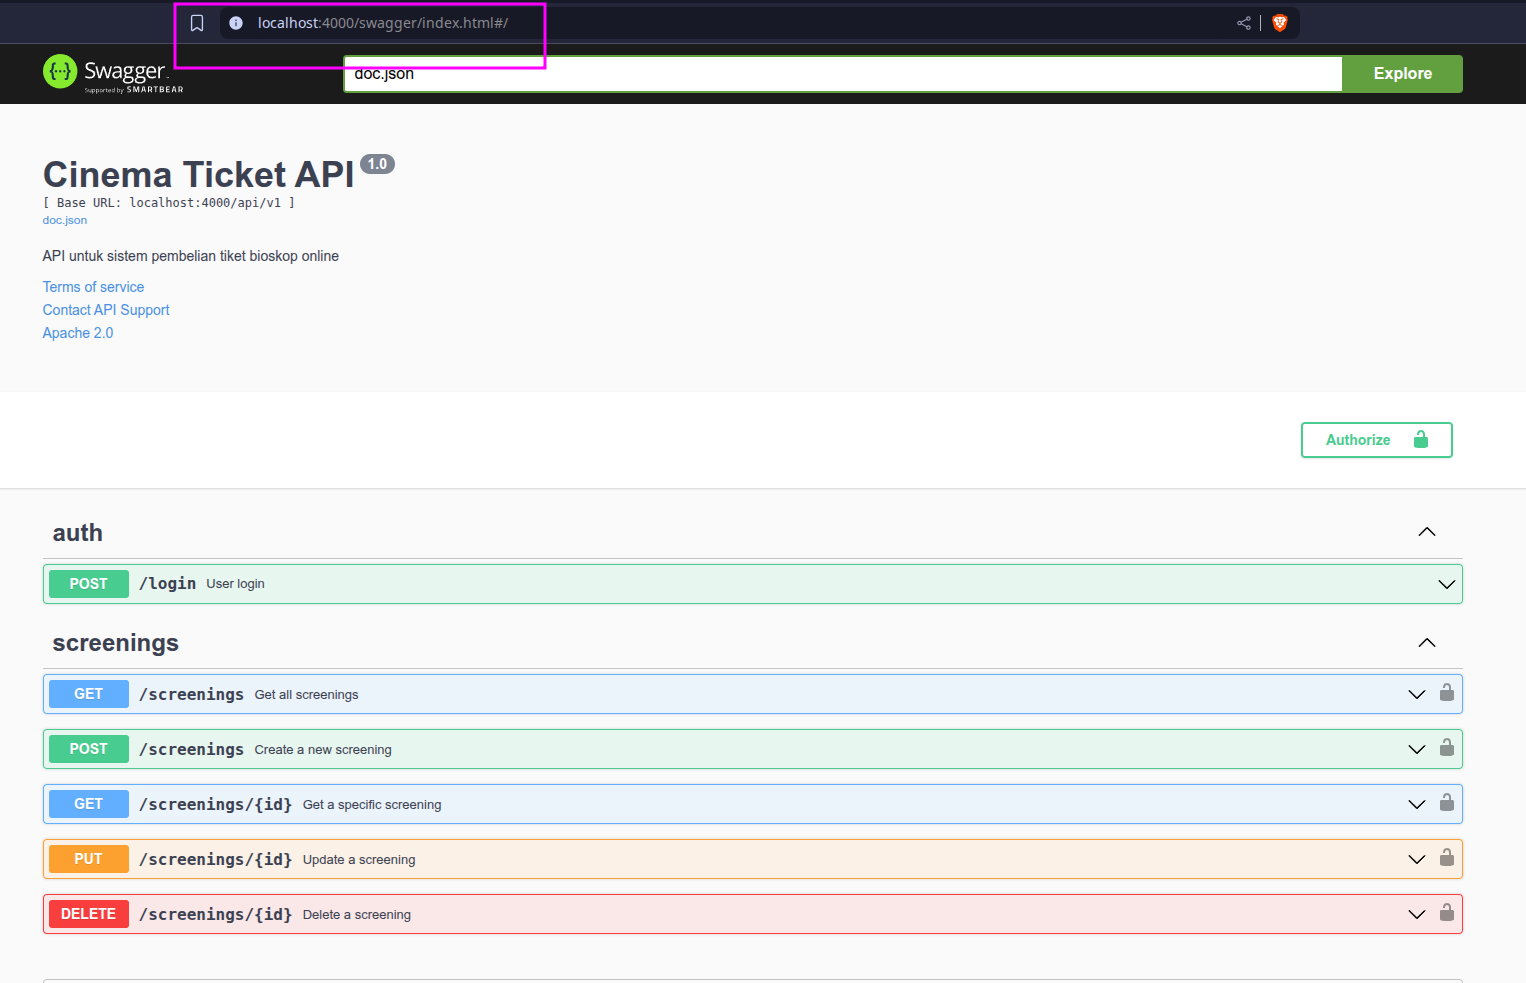 localhost:4000/swagger/index.html#/
Swagger
Supported by SMARTBEAR
doc.json
Explore
Cinema Ticket API 1.0
[ Base URL: localhost:4000/api/v1 ]
doc.json
API untuk sistem pembelian tiket bioskop online
Terms of service
Contact API Support
Apache 2.0
Authorize
auth
POST /login User login
screenings
GET /screenings Get all screenings
POST /screenings Create a new screening
GET /screenings/{id} Get a specific screening
PUT /screenings/{id} Update a screening
DELETE /screenings/{id} Delete a screening